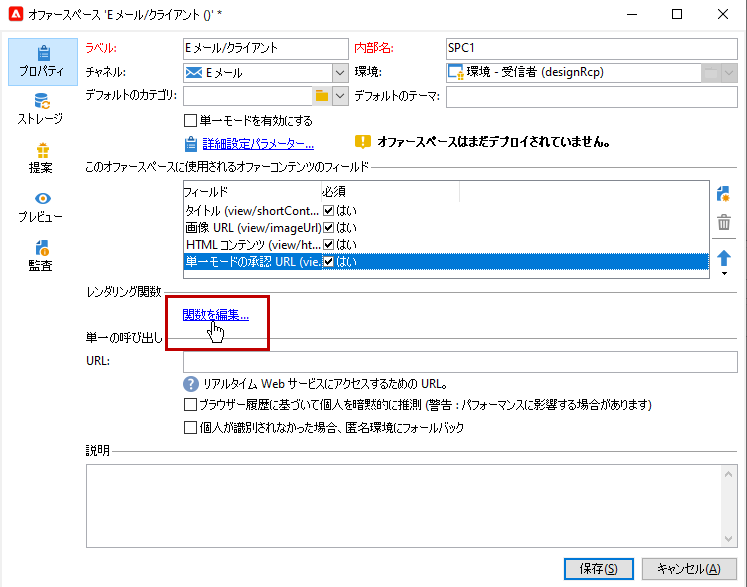 オファースペース 'E メール/クライアント ()' *
プロパティ
ストレージ
提案
プレビュー
監査
ラベル: E メール/クライアント 内部名: SPC1
チャネル: E メール 環境: 環境 - 受信者 (designRcp)
デフォルトのカテゴリ: デフォルトのテーマ:
単一モードを有効にする
詳細設定パラメーター... オファースペースはまだデプロイされていません。
このオファースペースに使用されるオファーコンテンツのフィールド
フィールド 必須
タイトル (view/shortCont... はい
画像 URL (view/imageUrl) はい
HTML コンテンツ (view/ht... はい
単一モードの承認 URL (vie... はい
レンダリング関数
関数を編集...
単一の呼び出し
URL:
リアルタイム Web サービスにアクセスするための URL。
ブラウザー履歴に基づいて個人を暗黙的に推測 (警告 : パフォーマンスに影響する場合があります)
個人が識別されなかった場合、匿名環境にフォールバック
説明
保存(S) キャンセル(A)